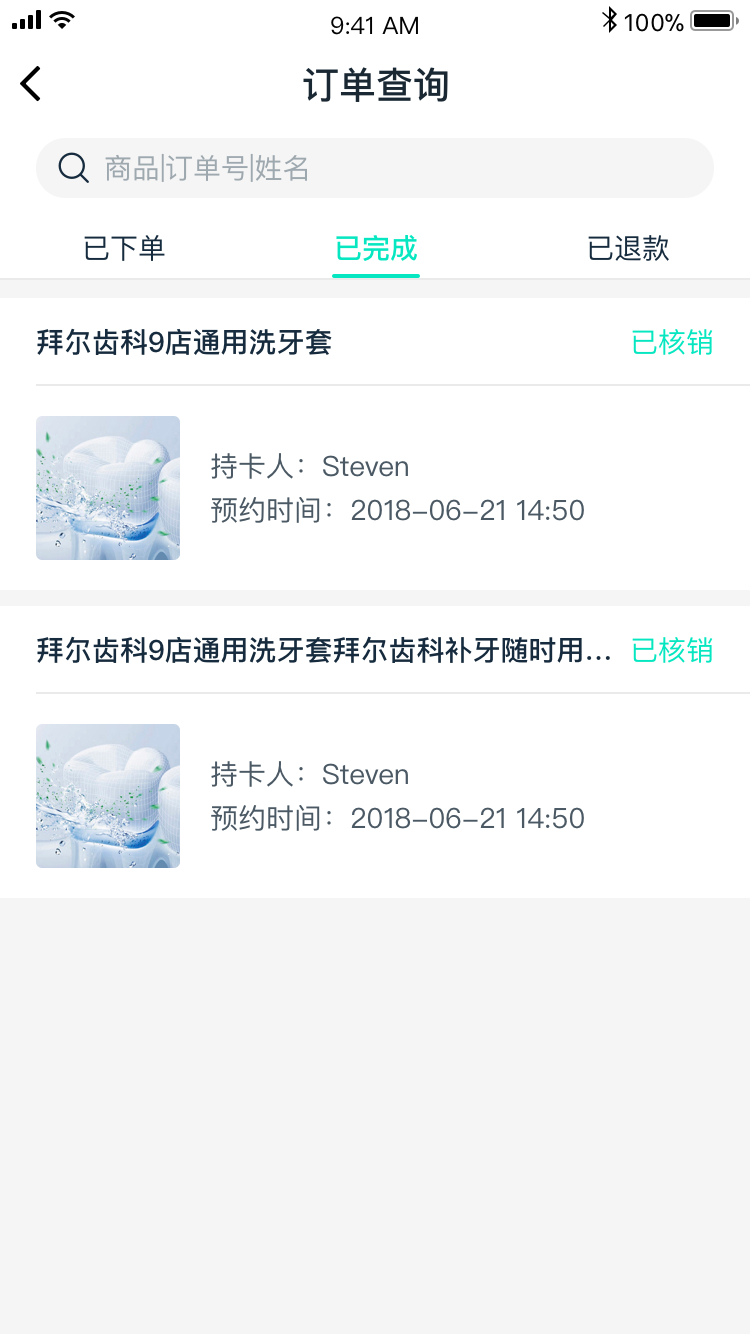 9:41 AM
100%
订单查询
商品|订单号|姓名
已下单
已完成
已退款
拜尔齿科9店通用洗牙套
已核销
持卡人：Steven
预约时间：2018-06-21 14:50
拜尔齿科9店通用洗牙套拜尔齿科补牙随时用...
已核销
持卡人：Steven
预约时间：2018-06-21 14:50